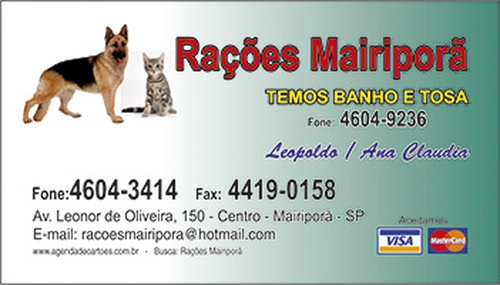 Rações Mairiporã
TEMOS BANHO E TOSA
Fone: 4604-9236
Leopoldo / Ana Claudia
Fone:4604-3414 Fax: 4419-0158
Av. Leonor de Oliveira, 150 - Centro - Mairiporã - SP
E-mail: racoesmairipora@hotmail.com
www.agendadecartoes.com.br - Busca: Rações Mairiporã
Aceitamos
VISA MasterCard